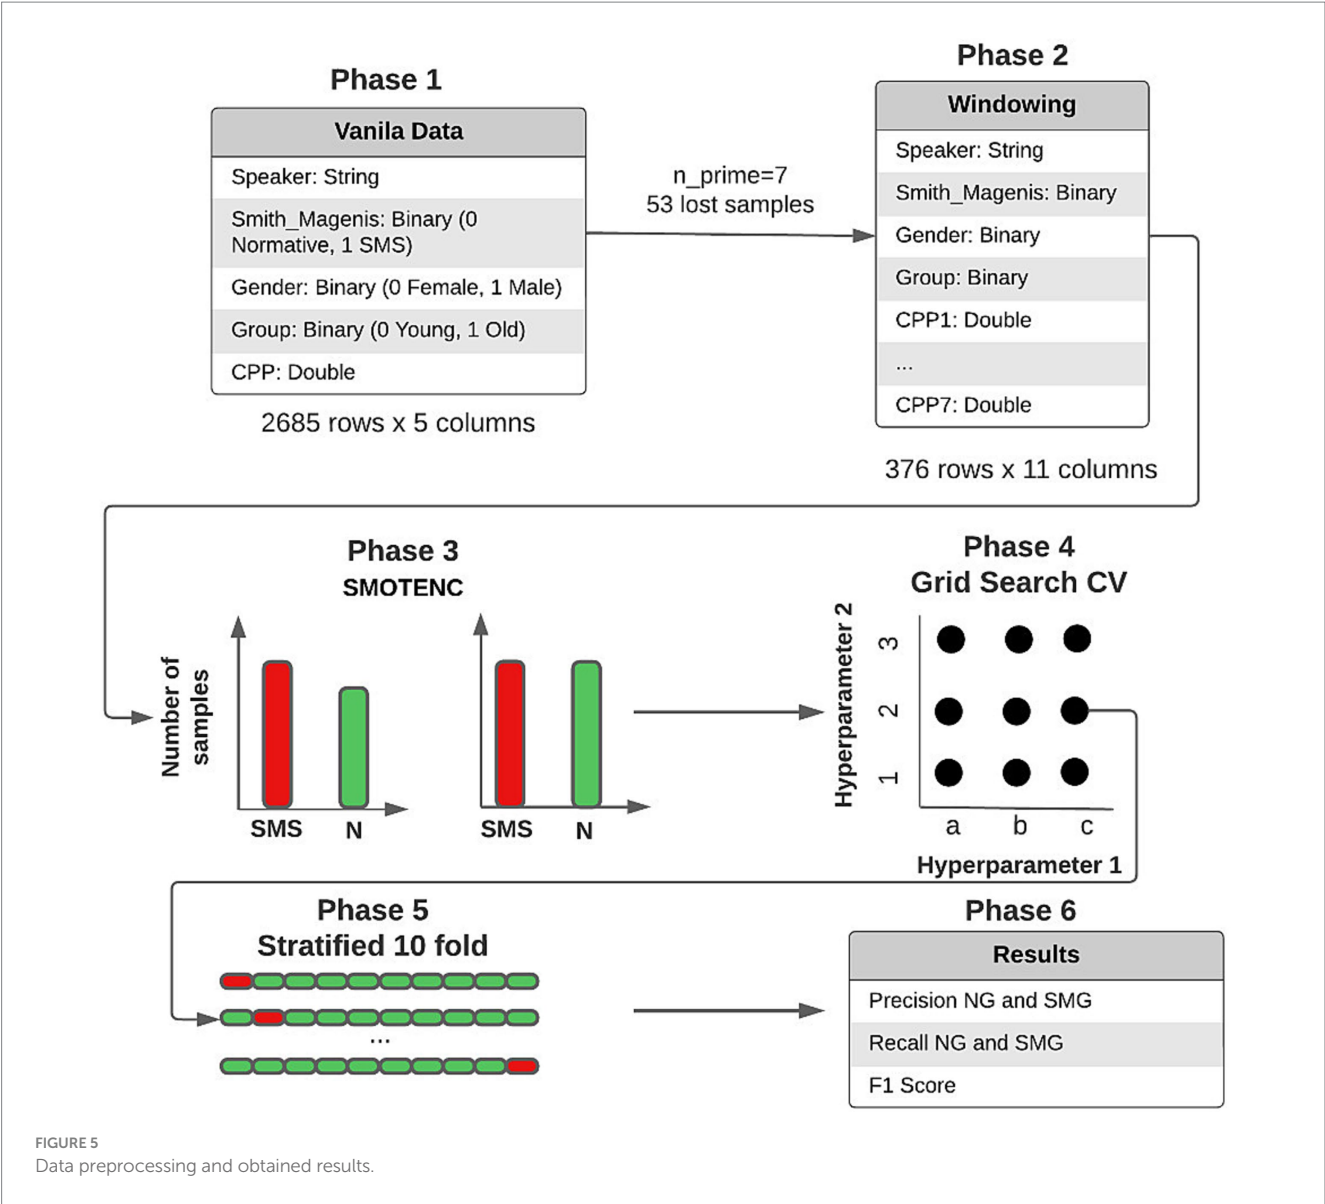 Phase 1
Vanila Data
Speaker: String
Smith_Magenis: Binary (0
Normative, 1 SMS)
Gender: Binary (0 Female, 1 Male)
Group: Binary (0 Young, 1 Old)
CPP: Double
2685 rows x 5 columns
n_prime=7
53 lost samples
Phase 2
Windowing
Speaker: String
Smith_Magenis: Binary
Gender: Binary
Group: Binary
CPP1: Double
...
CPP7: Double
376 rows x 11 columns
Phase 3
SMOTENC
Number of
samples
SMS N
SMS N
Phase 4
Grid Search CV
Hyperparameter 2
3
2
1
a b c
Hyperparameter 1
Phase 5
Stratified 10 fold
...
Phase 6
Results
Precision NG and SMG
Recall NG and SMG
F1 Score
FIGURE 5
Data preprocessing and obtained results.